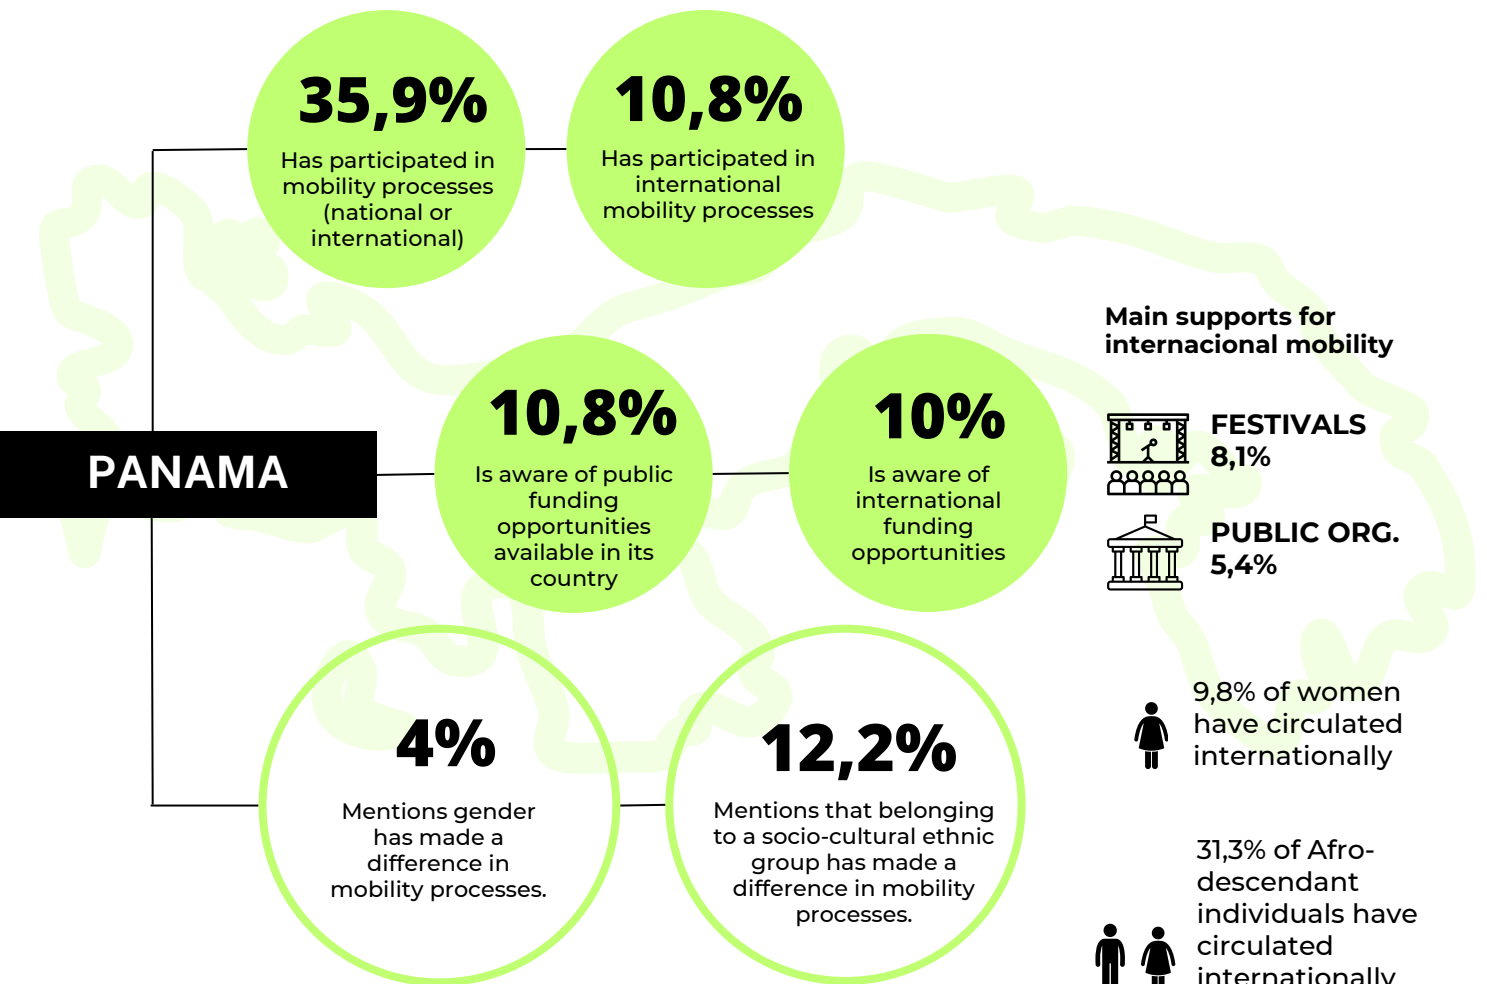 35,9%
Has participated in
mobility processes
(national or
international)
10,8%
Has participated in
international
mobility processes
PANAMA
10,8%
Is aware of public
funding
opportunities
available in its
country
10%
Is aware of
international
funding
opportunities
Main supports for
internacional mobility
FESTIVALS
8,1%
PUBLIC ORG.
5,4%
4%
Mentions gender
has made a
difference in
mobility processes.
12,2%
Mentions that belonging
to a socio-cultural ethnic
group has made a
difference in mobility
processes.
9,8% of women
have circulated
internationally
31,3% of Afro-
descendant
individuals have
circulated
internationally